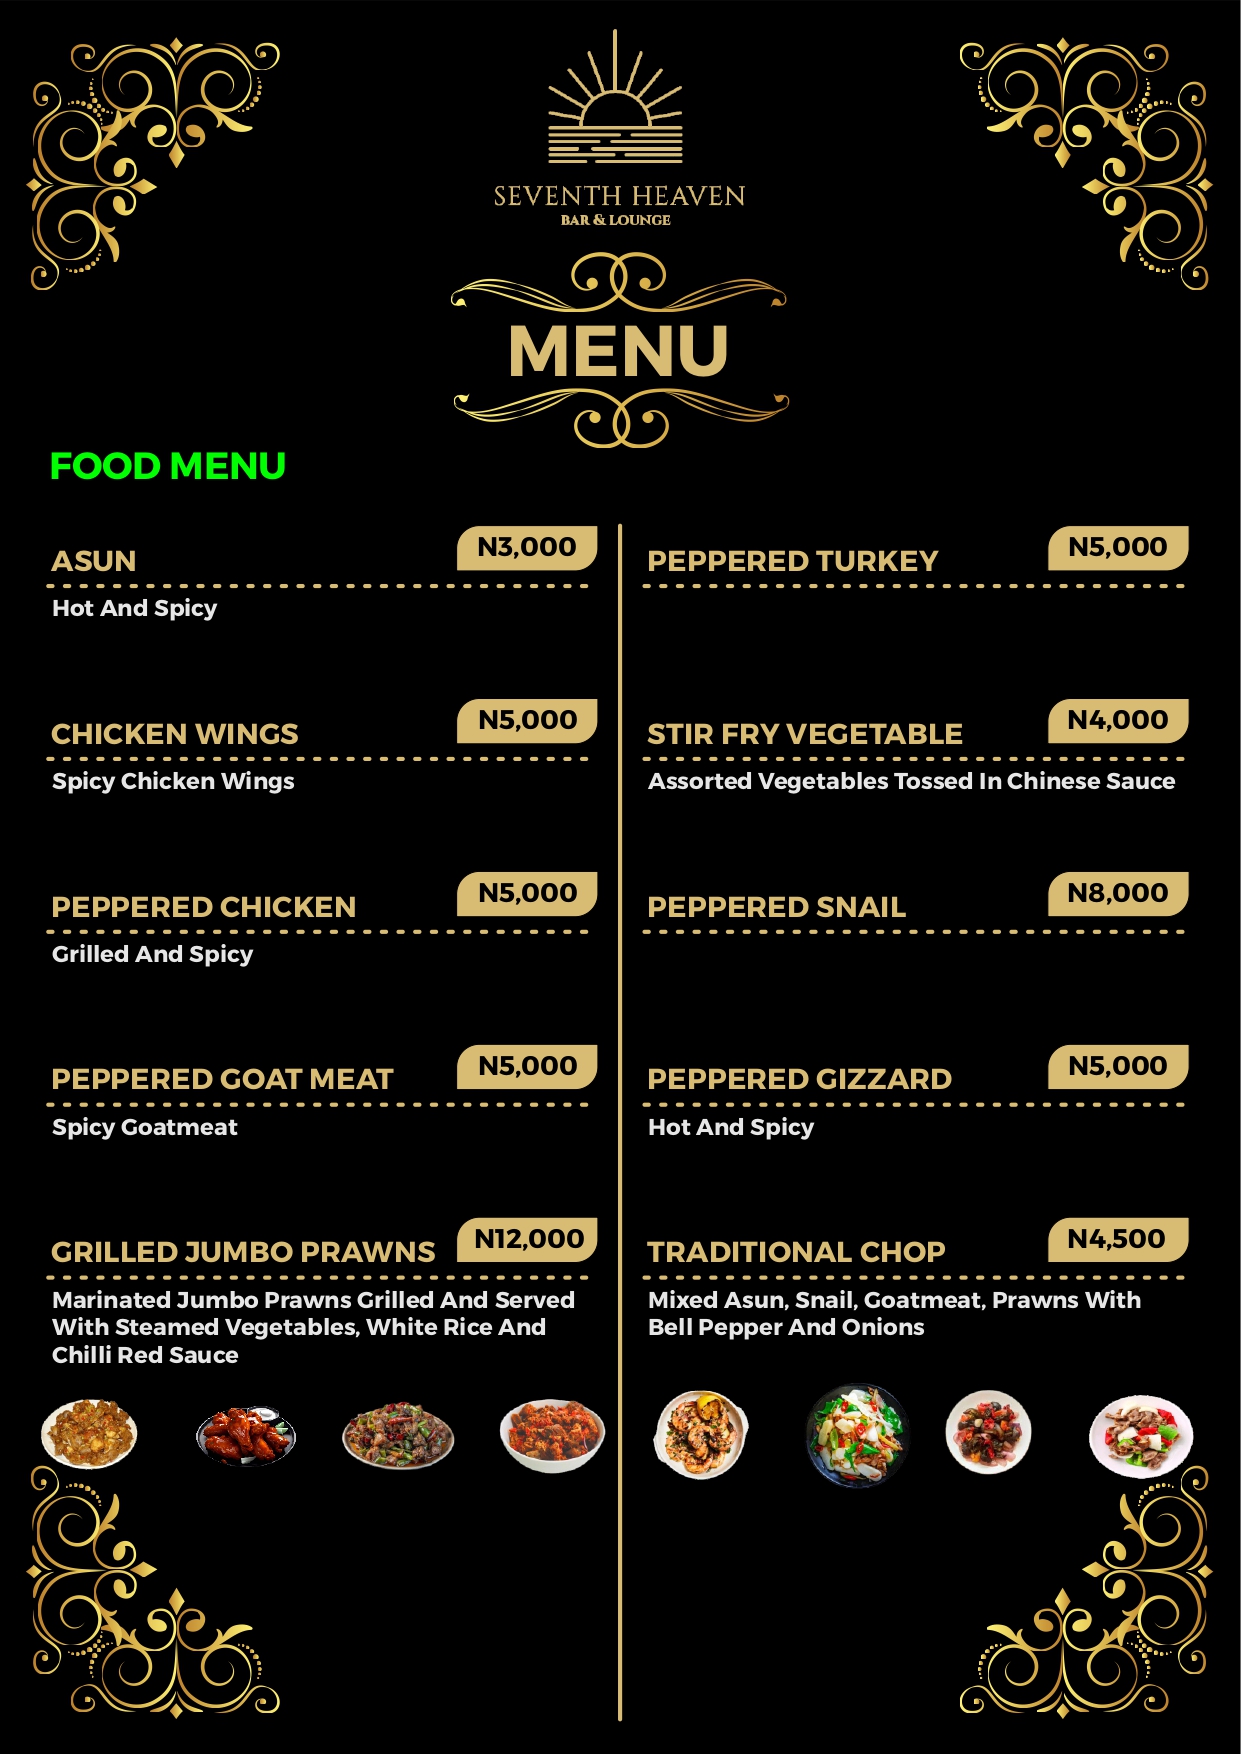 SEVENTH HEAVEN
BAR & LOUNGE
MENU
FOOD MENU
ASUN
N3,000
Hot And Spicy
CHICKEN WINGS
N5,000
Spicy Chicken Wings
PEPPERED CHICKEN
N5,000
Grilled And Spicy
PEPPERED GOAT MEAT
N5,000
Spicy Goatmeat
GRILLED JUMBO PRAWNS
N12,000
Marinated Jumbo Prawns Grilled And Served
With Steamed Vegetables, White Rice And
Chilli Red Sauce
PEPPERED TURKEY
N5,000
STIR FRY VEGETABLE
N4,000
Assorted Vegetables Tossed In Chinese Sauce
PEPPERED SNAIL
N8,000
PEPPERED GIZZARD
N5,000
Hot And Spicy
TRADITIONAL CHOP
N4,500
Mixed Asun, Snail, Goatmeat, Prawns With
Bell Pepper And Onions